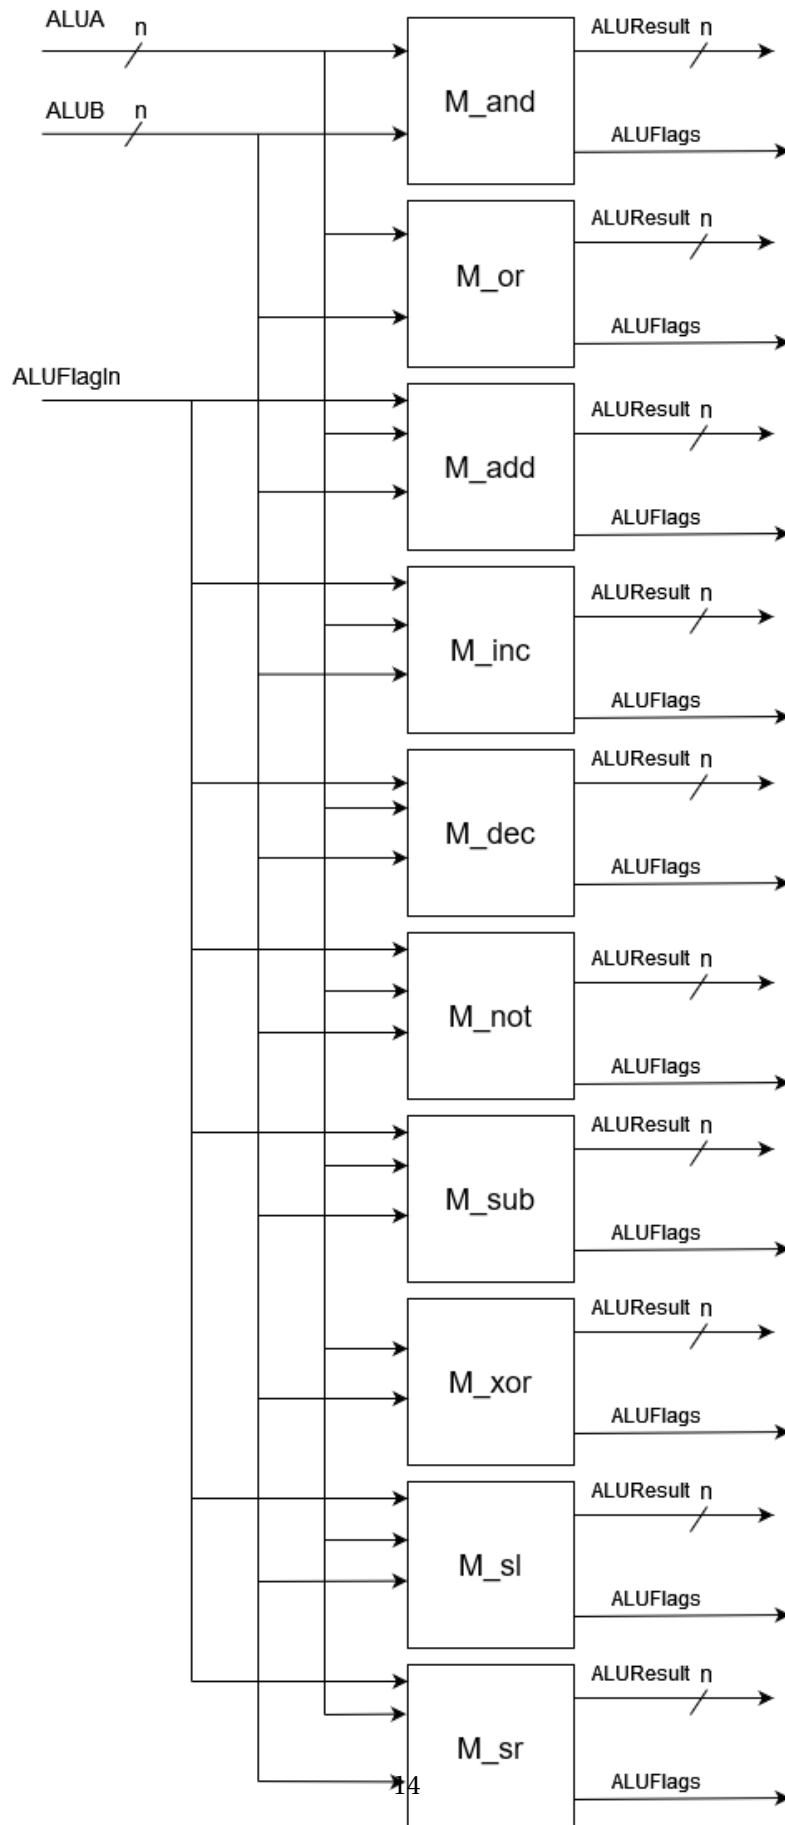 ALUA n
ALUResult n
M_and
ALUB n
ALUFlags
ALUResult n
M_or
ALUFlags
ALUFlagIn
ALUResult n
M_add
ALUFlags
ALUResult n
M_inc
ALUFlags
ALUResult n
M_dec
ALUFlags
ALUResult n
M_not
ALUFlags
ALUResult n
M_sub
ALUFlags
ALUResult n
M_xor
ALUFlags
ALUResult n
M_sl
ALUFlags
ALUResult n
M_sr
ALUFlags
14